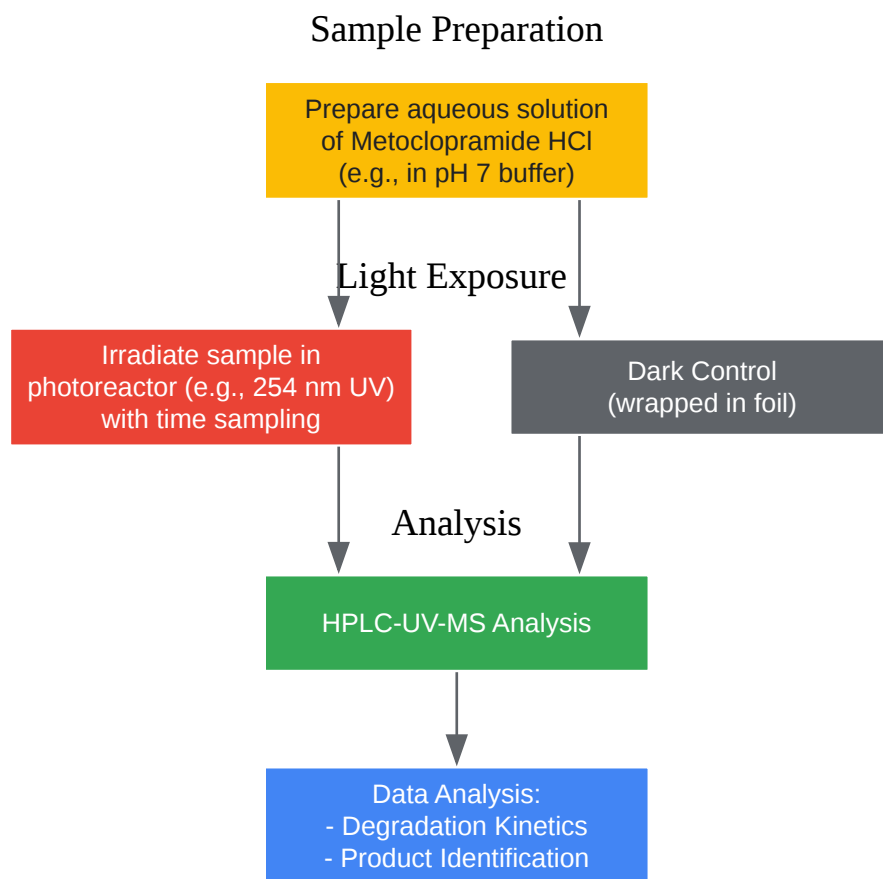 Sample Preparation
Prepare aqueous solution
of Metoclopramide HCl
(e.g., in pH 7 buffer)
Light Exposure
Irradiate sample in
photoreactor (e.g., 254 nm UV)
with time sampling
Dark Control
(wrapped in foil)
Analysis
HPLC-UV-MS Analysis
Data Analysis:
- Degradation Kinetics
- Product Identification